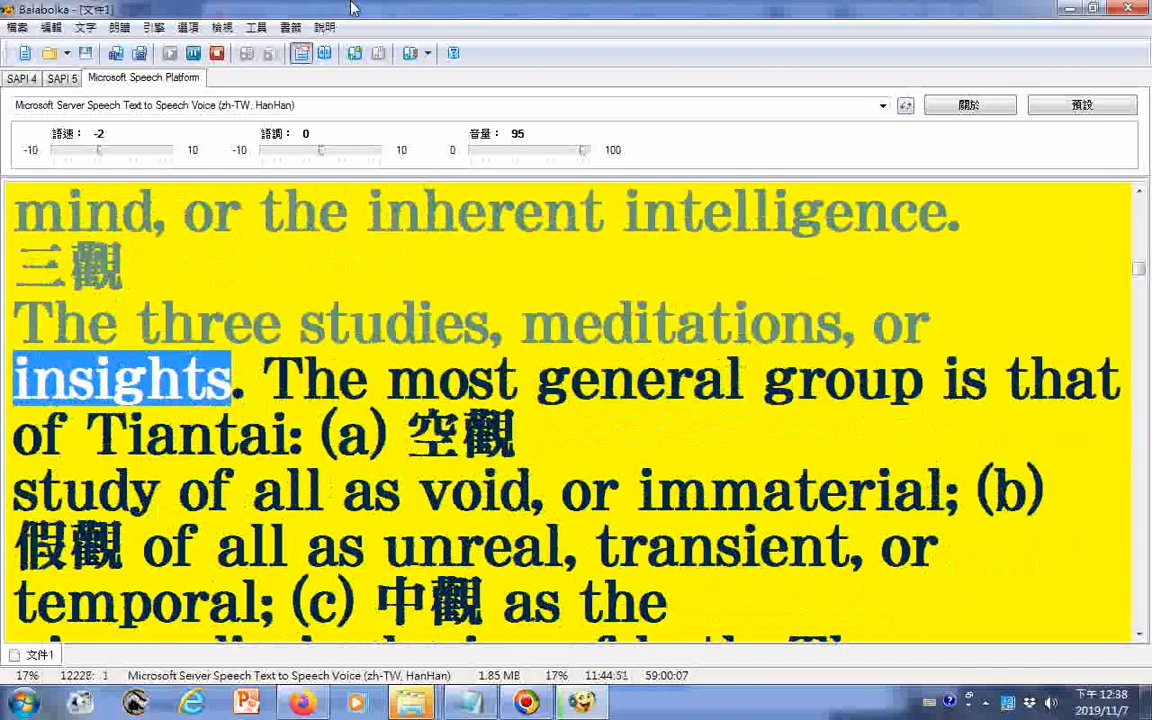 Balabolka - [文件1]
檔案 編輯 文字 朗讀 引擎 選項 檢視 工具 書籤 說明
SAPI 4 SAPI 5 Microsoft Speech Platform
Microsoft Server Speech Text to Speech Voice (zh-TW, HanHan) 關於 預設
語速： -2 語調： 0 音量： 95
-10 10 -10 10 0 100
mind, or the inherent intelligence.
三觀
The three studies, meditations, or
insights. The most general group is that
of Tiantai: (a) 空觀
study of all as void, or immaterial; (b)
假觀 of all as unreal, transient, or
temporal; (c) 中觀 as the
文件1
17% 12228: 1 Microsoft Server Speech Text to Speech Voice (zh-TW, HanHan) 1.85 MB 17% 11:44:51 59:00:07
下午 12:38
2019/11/7